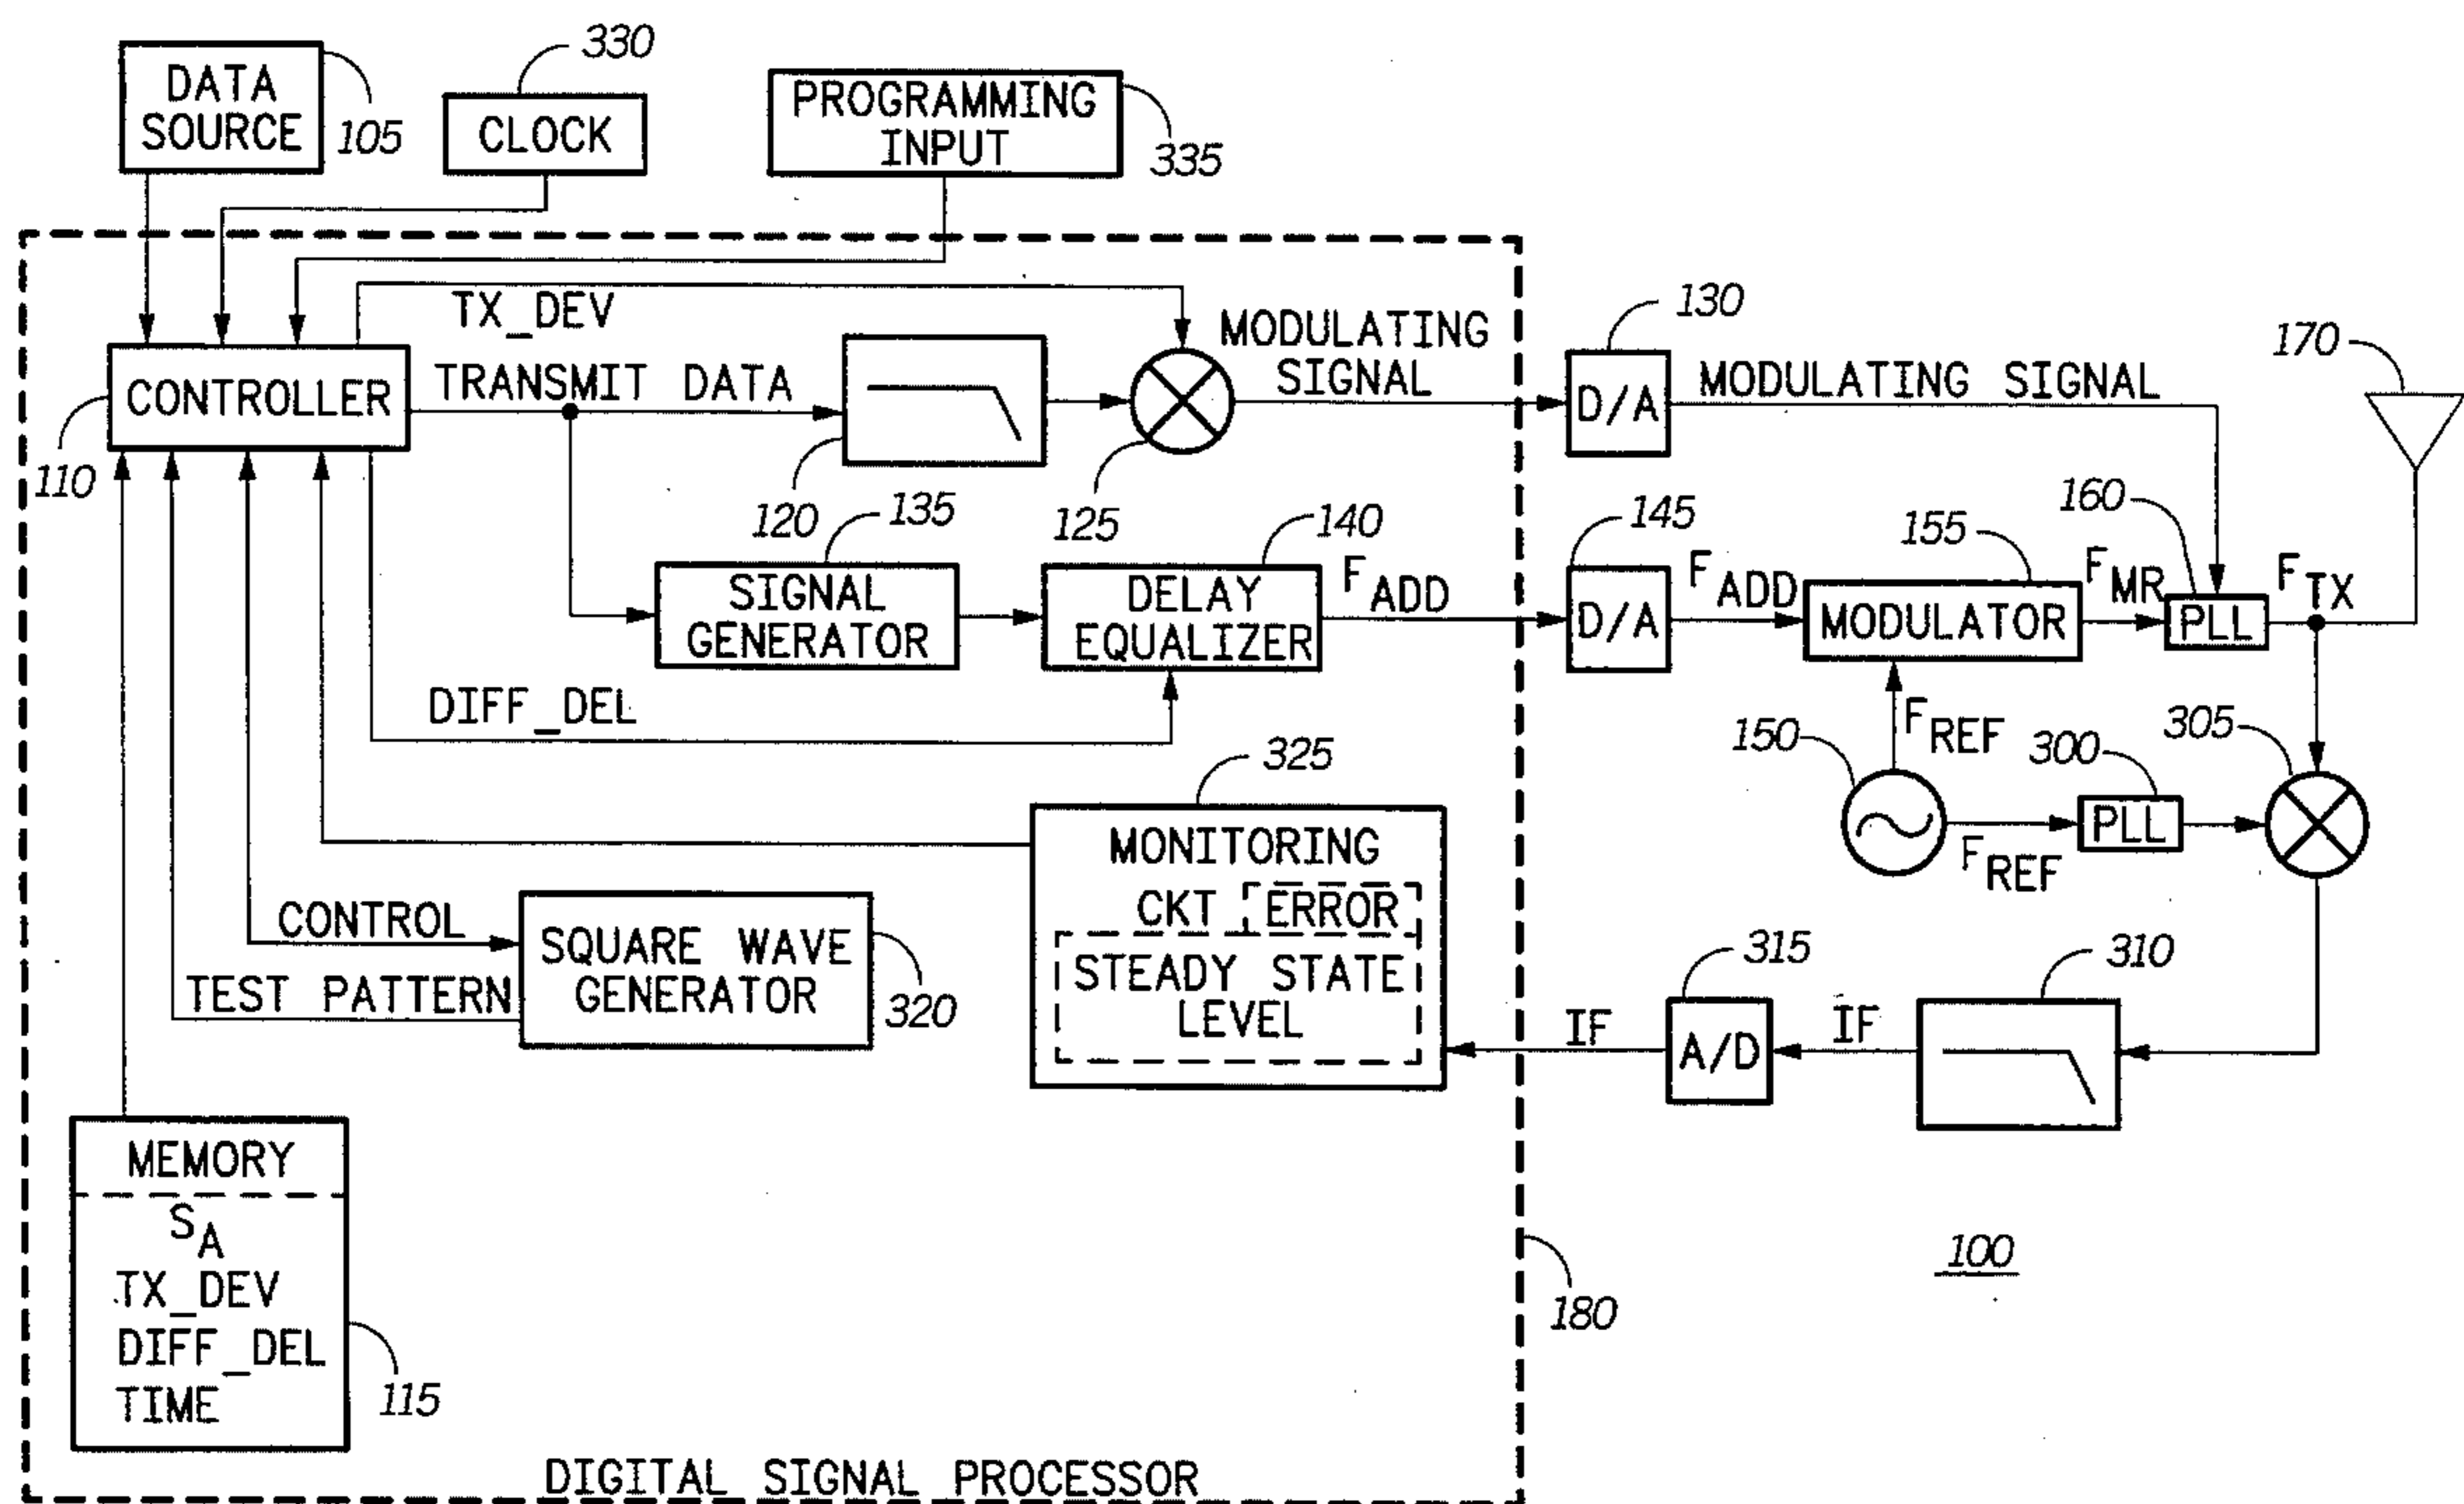 DATA
SOURCE
105
330
CLOCK
PROGRAMMING
INPUT
335
TX_DEV
CONTROLLER
110
TRANSMIT DATA
120
125
MODULATING
SIGNAL
130
D/A
MODULATING SIGNAL
170
135
SIGNAL
GENERATOR
140
DELAY
EQUALIZER
FADD
145
D/A
FADD
155
MODULATOR
FMR
160
PLL
FTX
DIFF_DEL
150
FREF
FREF
300
PLL
305
325
MONITORING
CKT ERROR
STEADY STATE
LEVEL
CONTROL
TEST PATTERN
SQUARE WAVE
GENERATOR
320
IF
315
A/D
IF
310
MEMORY
SA
TX_DEV
DIFF_DEL
TIME
115
180
100
DIGITAL SIGNAL PROCESSOR